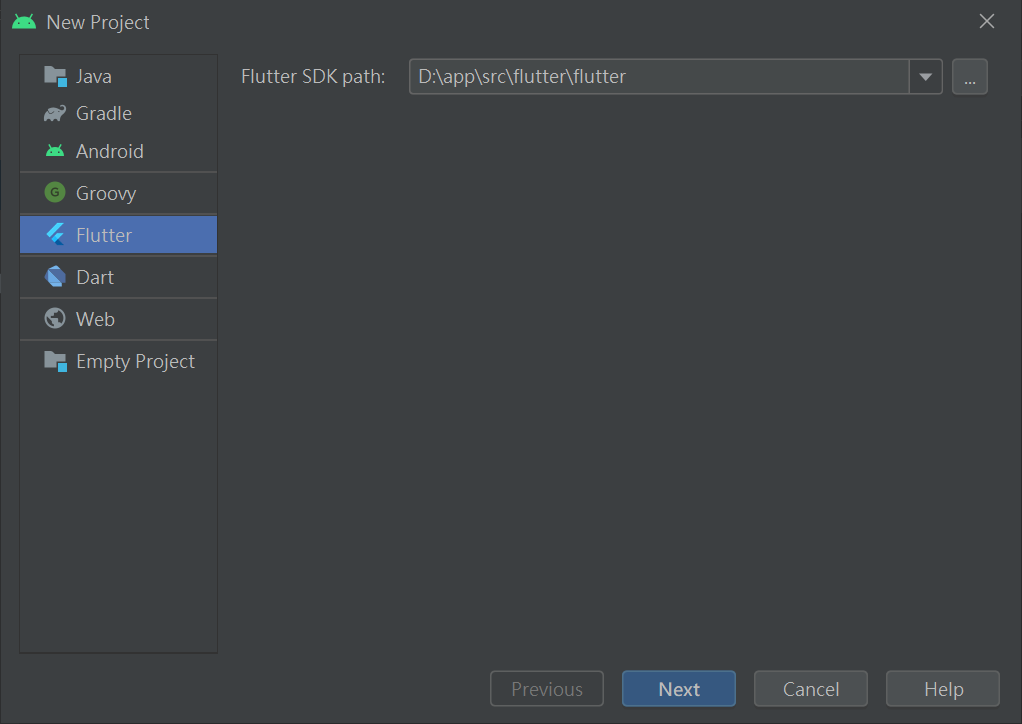 New Project
Java
Gradle
Android
G
Groovy
Flutter
Dart
Web
Empty Project
Flutter SDK path:
D:\app\src\flutter\flutter
...
Previous
Next
Cancel
Help